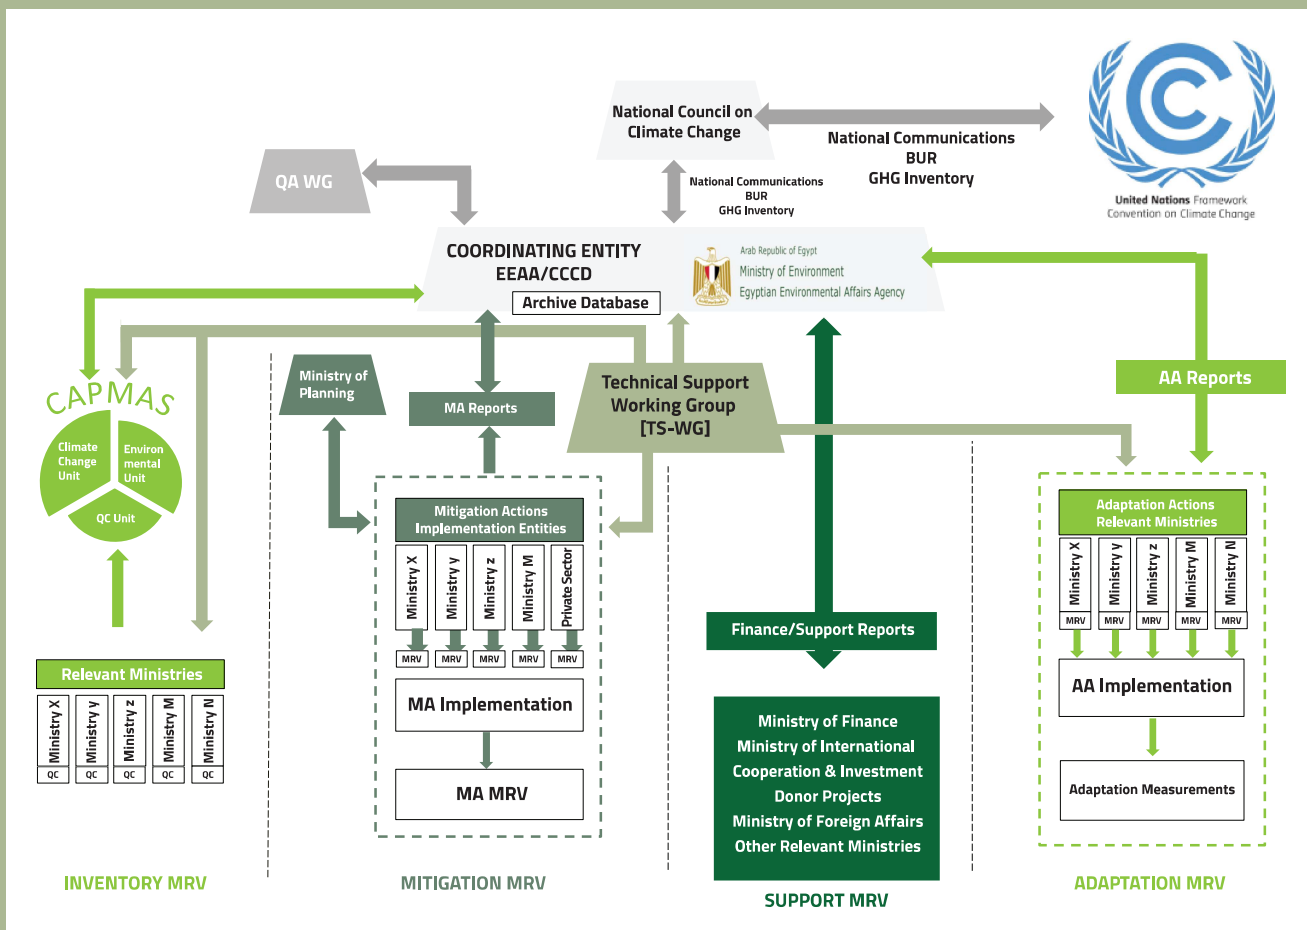 National Council on
Climate Change
National Communications
BUR
GHG Inventory
United Nations Framework
Convention on Climate Change
QA WG
National Communications
BUR
GHG Inventory
COORDINATING ENTITY
EEAA/CCCD
Archive Database
Arab Republic of Egypt
Ministry of Environment
Egyptian Environmental Affairs Agency
CAPMAS
Climate
Change
Unit
Environ
mental
Unit
QC Unit
Relevant Ministries
Ministry X
Ministry y
Ministry z
Ministry M
Ministry N
QC
QC
QC
QC
QC
INVENTORY MRV
Ministry of
Planning
MA Reports
Technical Support
Working Group
[TS-WG]
Mitigation Actions
Implementation Entities
Ministry X
Ministry y
Ministry z
Ministry M
Private Sector
MRV
MRV
MRV
MRV
MRV
MA Implementation
MA MRV
MITIGATION MRV
Finance/Support Reports
Ministry of Finance
Ministry of International
Cooperation & Investment
Donor Projects
Ministry of Foreign Affairs
Other Relevant Ministries
SUPPORT MRV
AA Reports
Adaptation Actions
Relevant Ministries
Ministry X
Ministry y
Ministry z
Ministry M
Ministry N
MRV
MRV
MRV
MRV
MRV
AA Implementation
Adaptation Measurements
ADAPTATION MRV